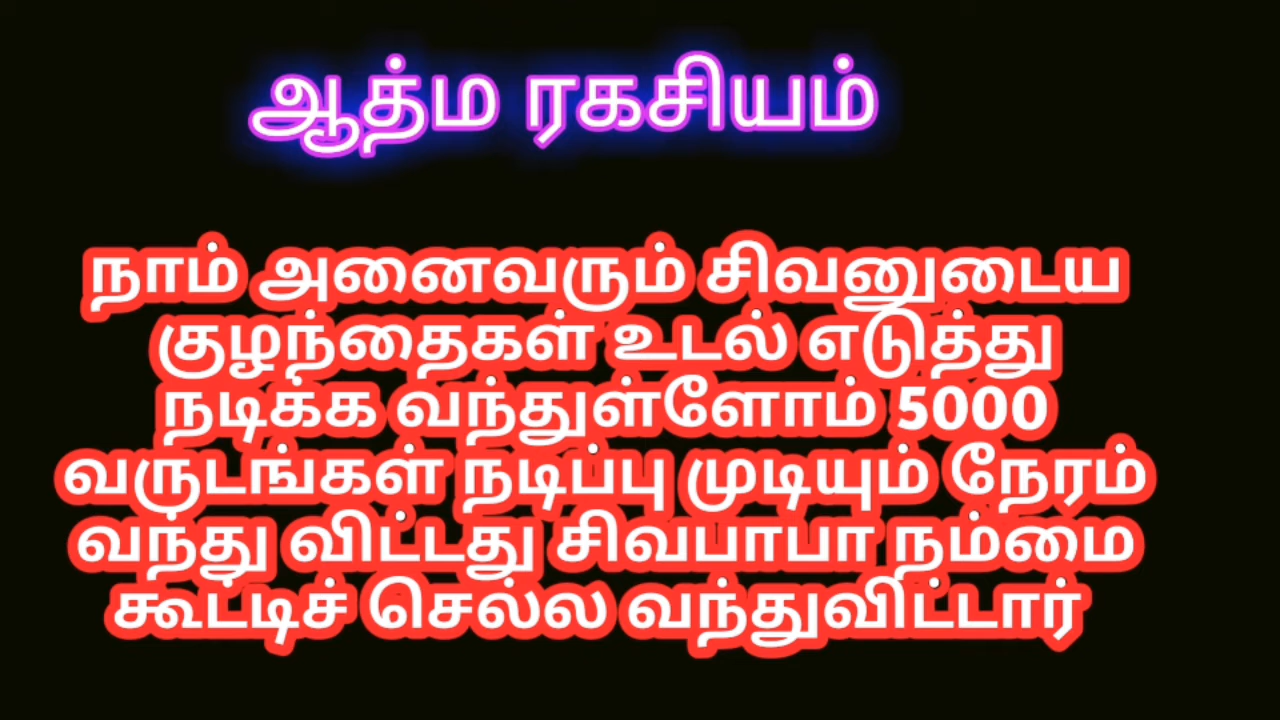 ஆத்ம ரகசியம்
நாம் அனைவரும் சிவனுடைய
குழந்தைகள் உடல் எடுத்து
நடிக்க வந்துள்ளோம் 5000
வருடங்கள் நடிப்பு முடியும் நேரம்
வந்து விட்டது சிவபாபா நம்மை
கூட்டிச் செல்ல வந்துவிட்டார்